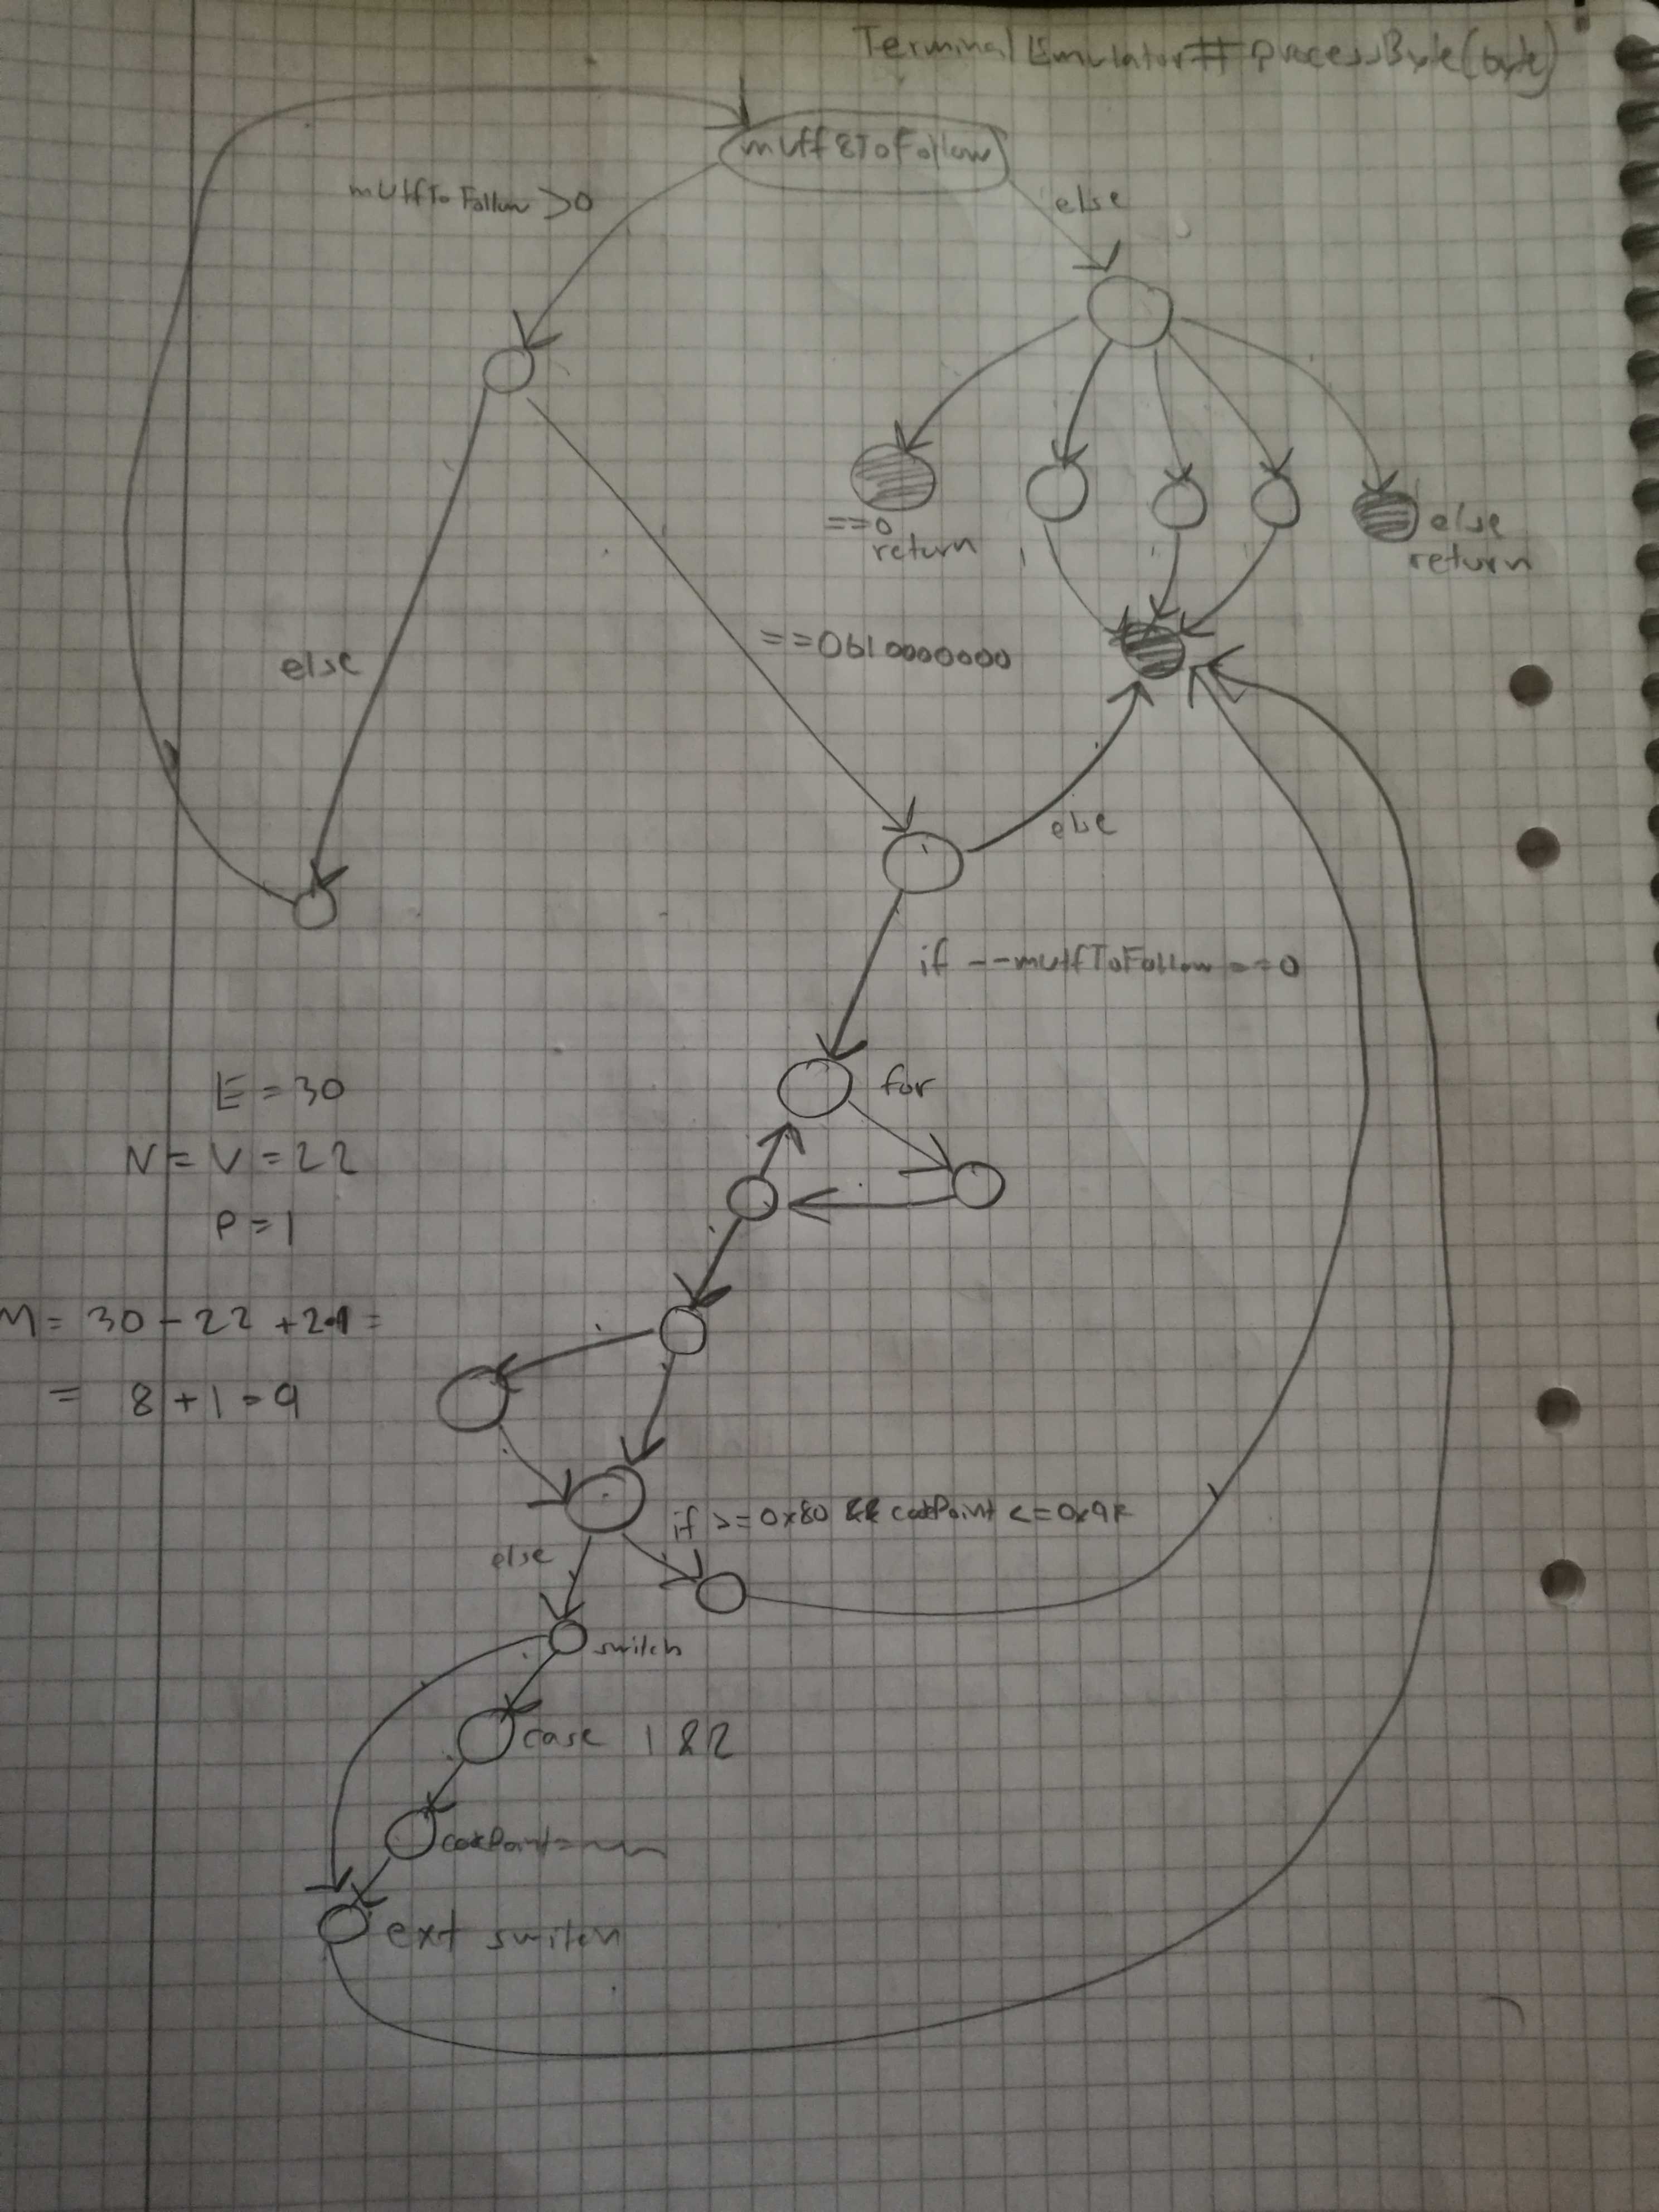 TerminalEmulator#processByte(byte)
mUtf8ToFollow
mUtfToFollow >0
else
==0
return
else
return
==0b10000000
else
else
if --mutfToFollow==0
for
E=30
N=V=22
P=1
M= 30-22 +2-1=
= 8+1=9
if >=0x80 && codePoint <=0x9F
else
switch
case 1&2
codePoint=
ext switch